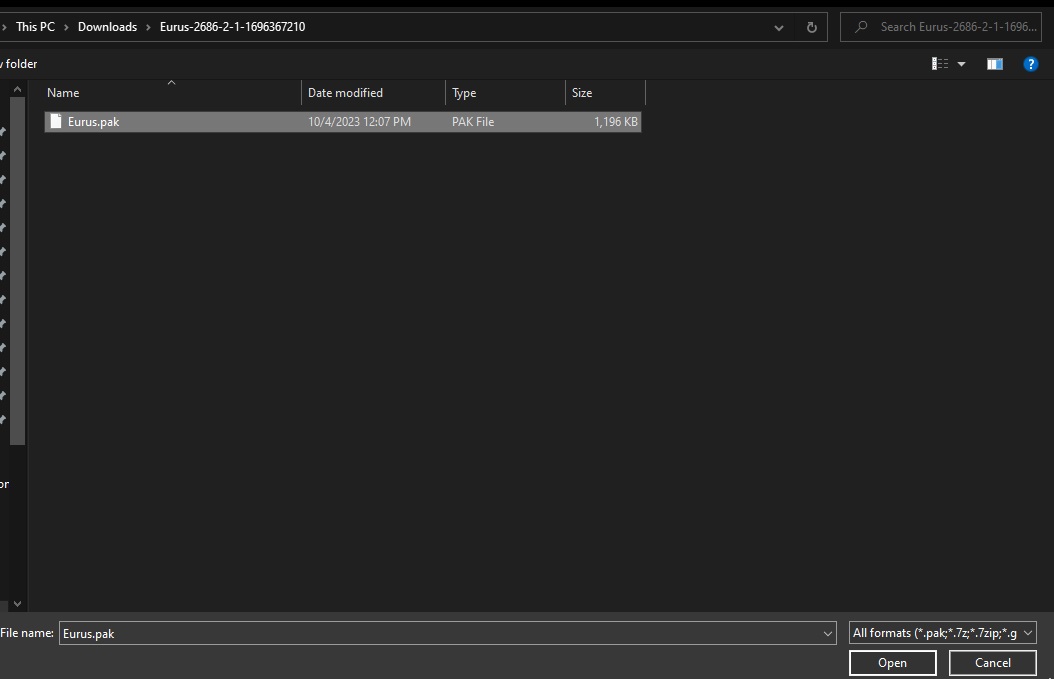 This PC > Downloads > Eurus-2686-2-1-1696367210
Search Eurus-2686-2-1-1696...
folder
Name Date modified Type Size
Eurus.pak 10/4/2023 12:07 PM PAK File 1,196 KB
File name: Eurus.pak All formats (*.pak;*.7z;*.7zip;*.g
Open Cancel